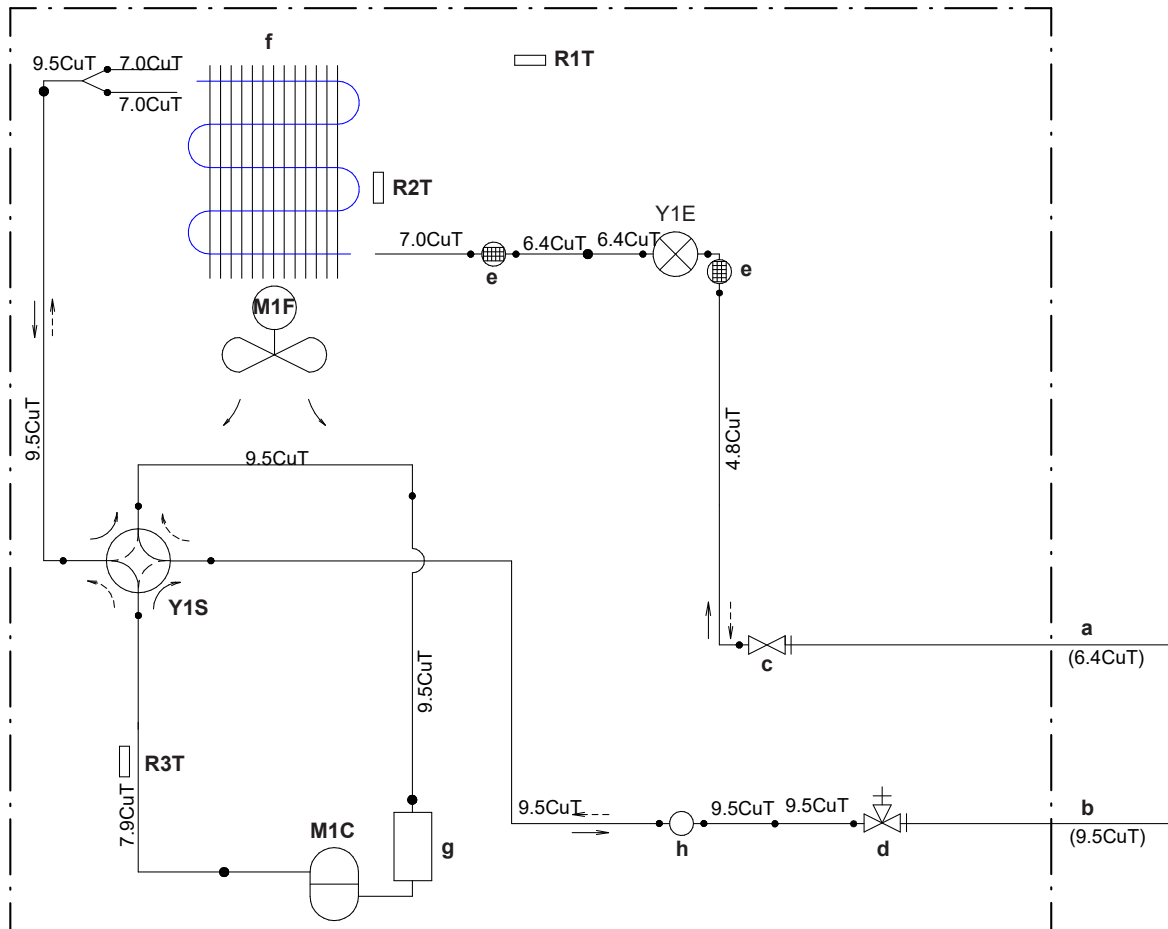 f
R1T
9.5CuT
7.0CuT
7.0CuT
R2T
Y1E
7.0CuT
6.4CuT
6.4CuT
e
e
M1F
9.5CuT
4.8CuT
9.5CuT
Y1S
9.5CuT
a
(6.4CuT)
c
R3T
7.9CuT
M1C
g
9.5CuT
9.5CuT
9.5CuT
b
(9.5CuT)
h
d